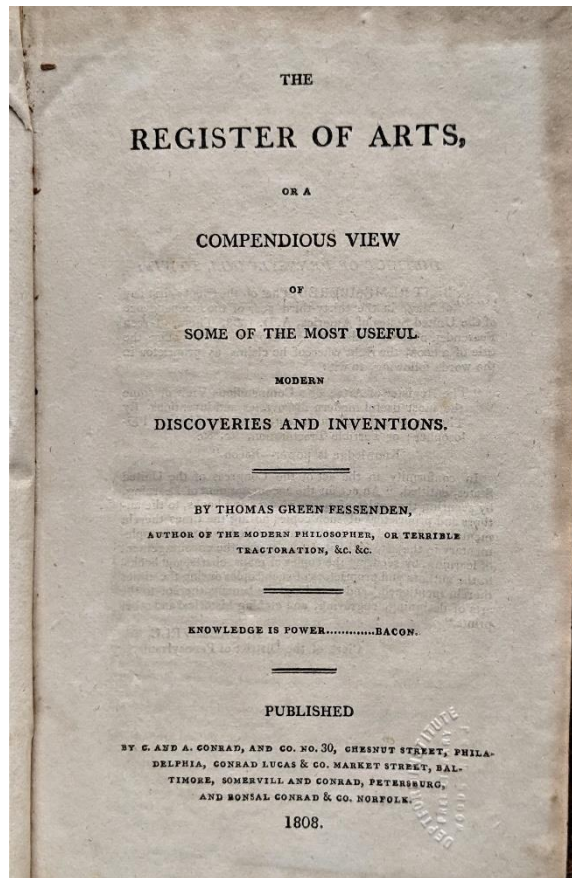 THE
REGISTER OF ARTS,
OR A
COMPENDIOUS VIEW
OF
SOME OF THE MOST USEFUL
MODERN
DISCOVERIES AND INVENTIONS.
BY THOMAS GREEN FESSENDEN,
AUTHOR OF THE MODERN PHILOSOPHER, OR TERRIBLE
TRACTORATION, &C. &C.
KNOWLEDGE IS POWER.............BACON.
PUBLISHED
BY C. AND A. CONRAD, AND CO. NO. 30, CHESNUT STREET, PHILA-
DELPHIA, CONRAD LUCAS & CO. MARKET STREET, BAL-
TIMORE, SOMERVILL AND CONRAD, PETERSBURG,
AND BONSAL CONRAD & CO. NORFOLK.
1808.
DEPTFORD INSTITUTE